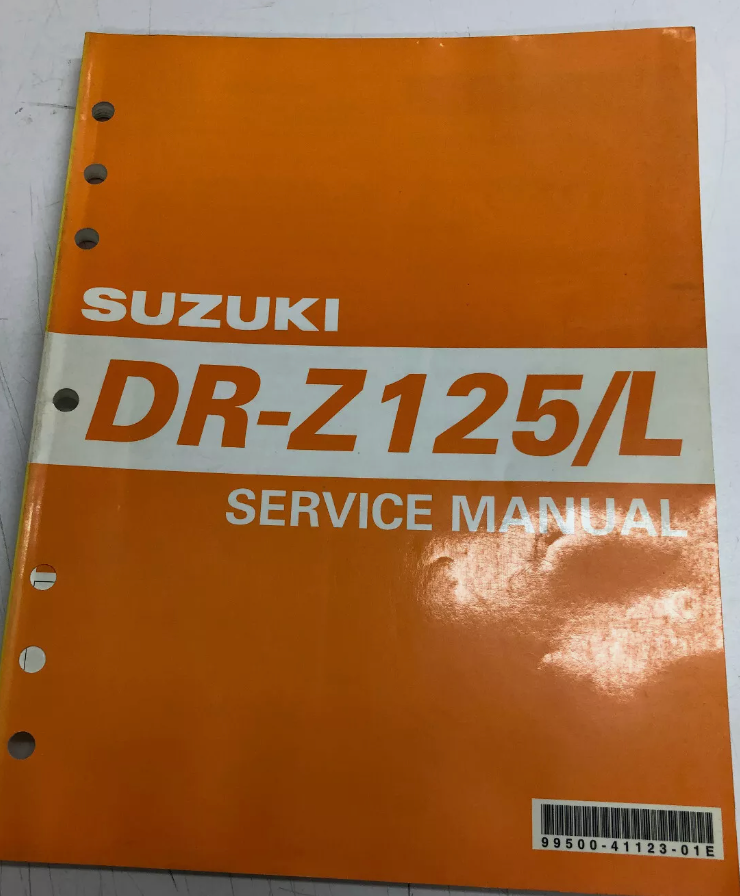 SUZUKI
DR-Z125/L
SERVICE MANUAL
99500-41123-01E